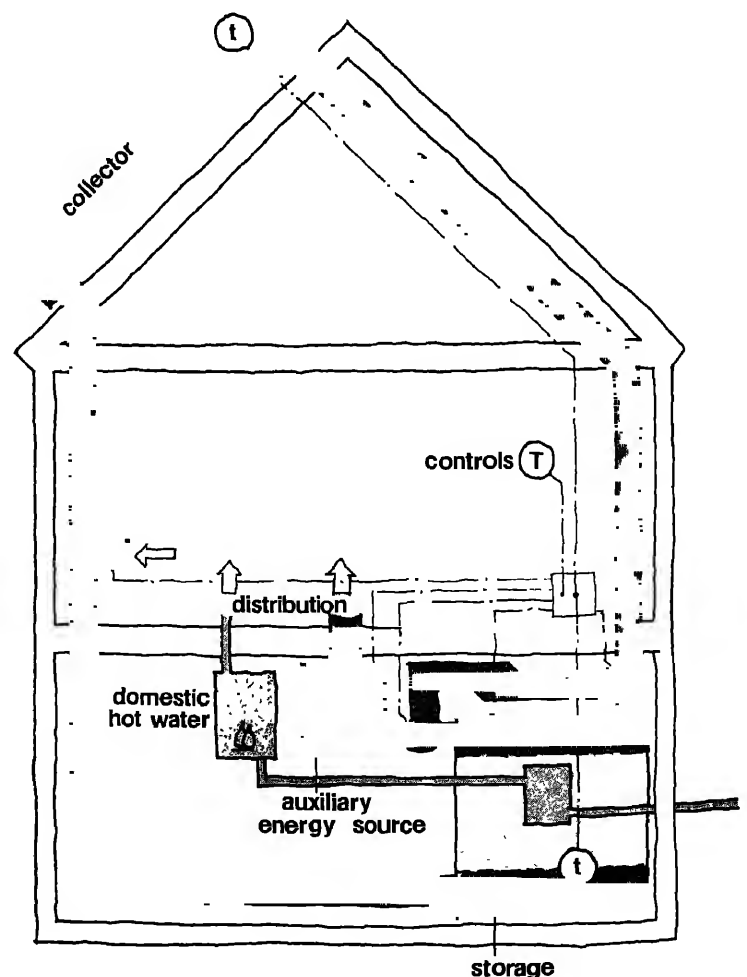 t
collector
controls T
distribution
domestic
hot water
auxiliary
energy source
t
storage